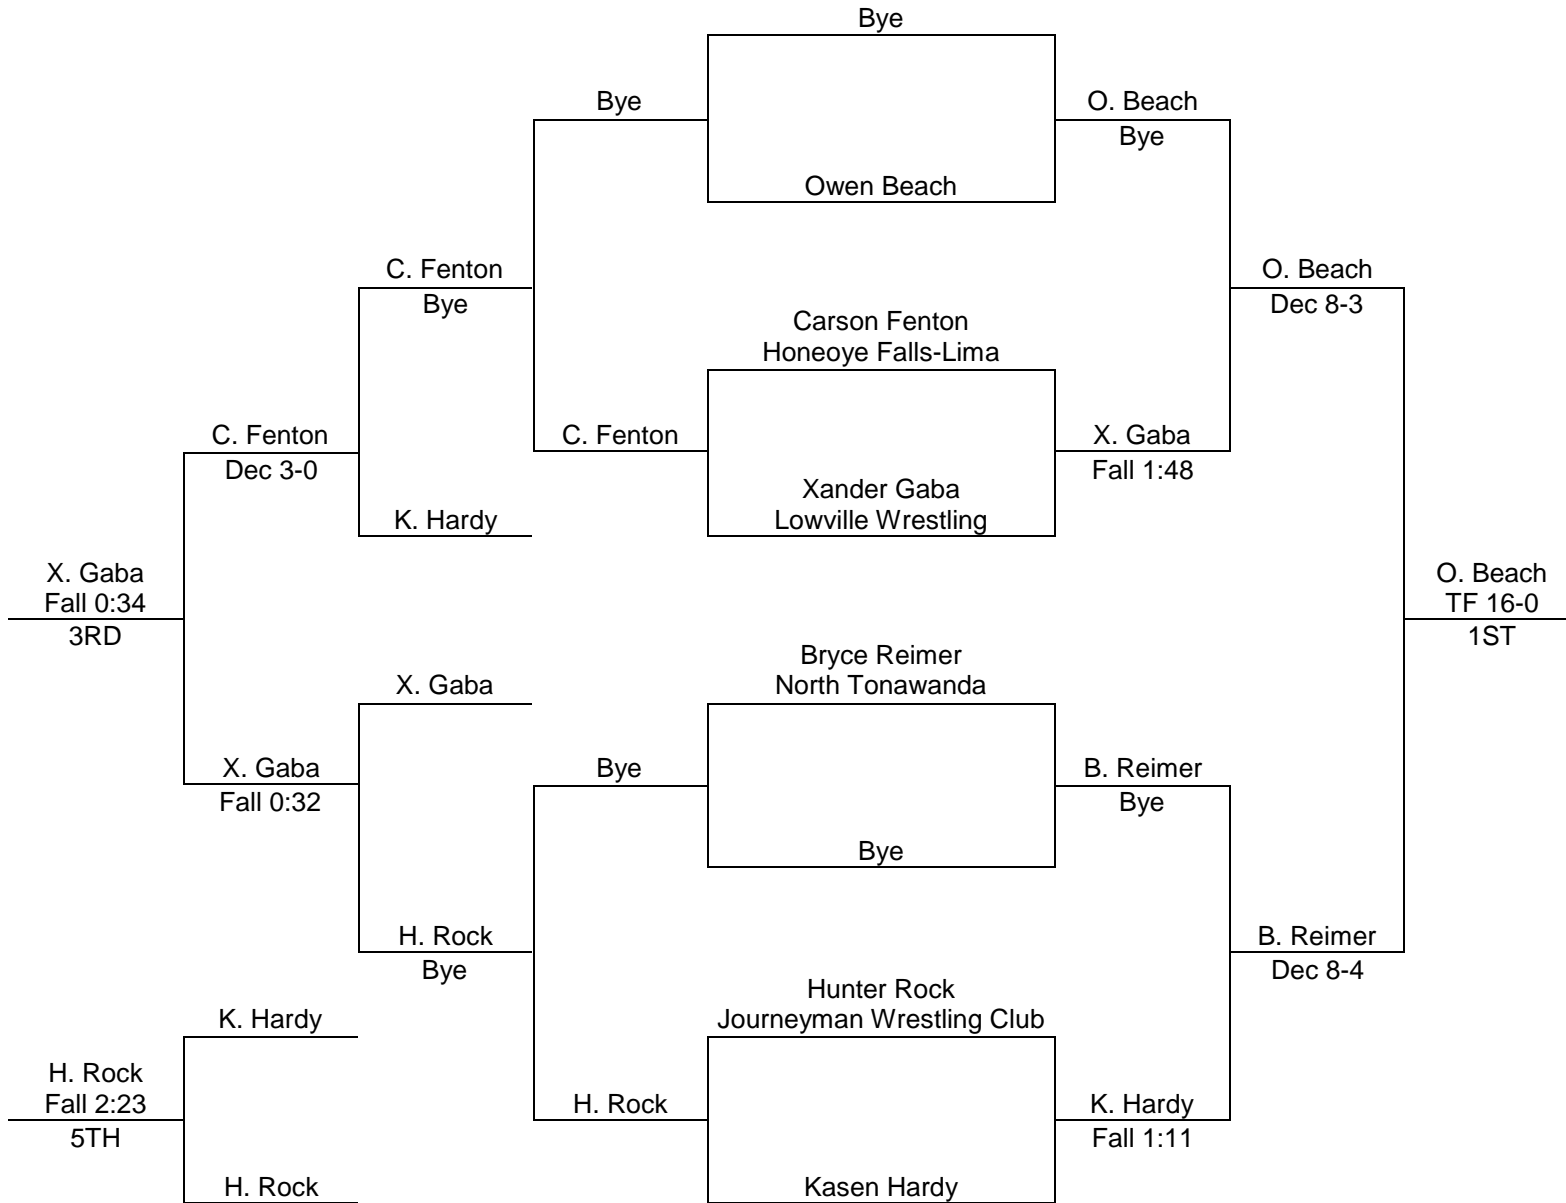 Bye
Bye
O. Beach
Bye
Owen Beach
C. Fenton
Bye
O. Beach
Dec 8-3
Carson Fenton
Honeoye Falls-Lima
C. Fenton
Dec 3-0
C. Fenton
X. Gaba
Fall 1:48
Xander Gaba
Lowville Wrestling
K. Hardy
X. Gaba
Fall 0:34
3RD
O. Beach
TF 16-0
1ST
Bryce Reimer
North Tonawanda
X. Gaba
X. Gaba
Fall 0:32
Bye
B. Reimer
Bye
Bye
H. Rock
Bye
B. Reimer
Dec 8-4
Hunter Rock
Journeyman Wrestling Club
K. Hardy
H. Rock
Fall 2:23
5TH
H. Rock
K. Hardy
Fall 1:11
H. Rock
Kasen Hardy